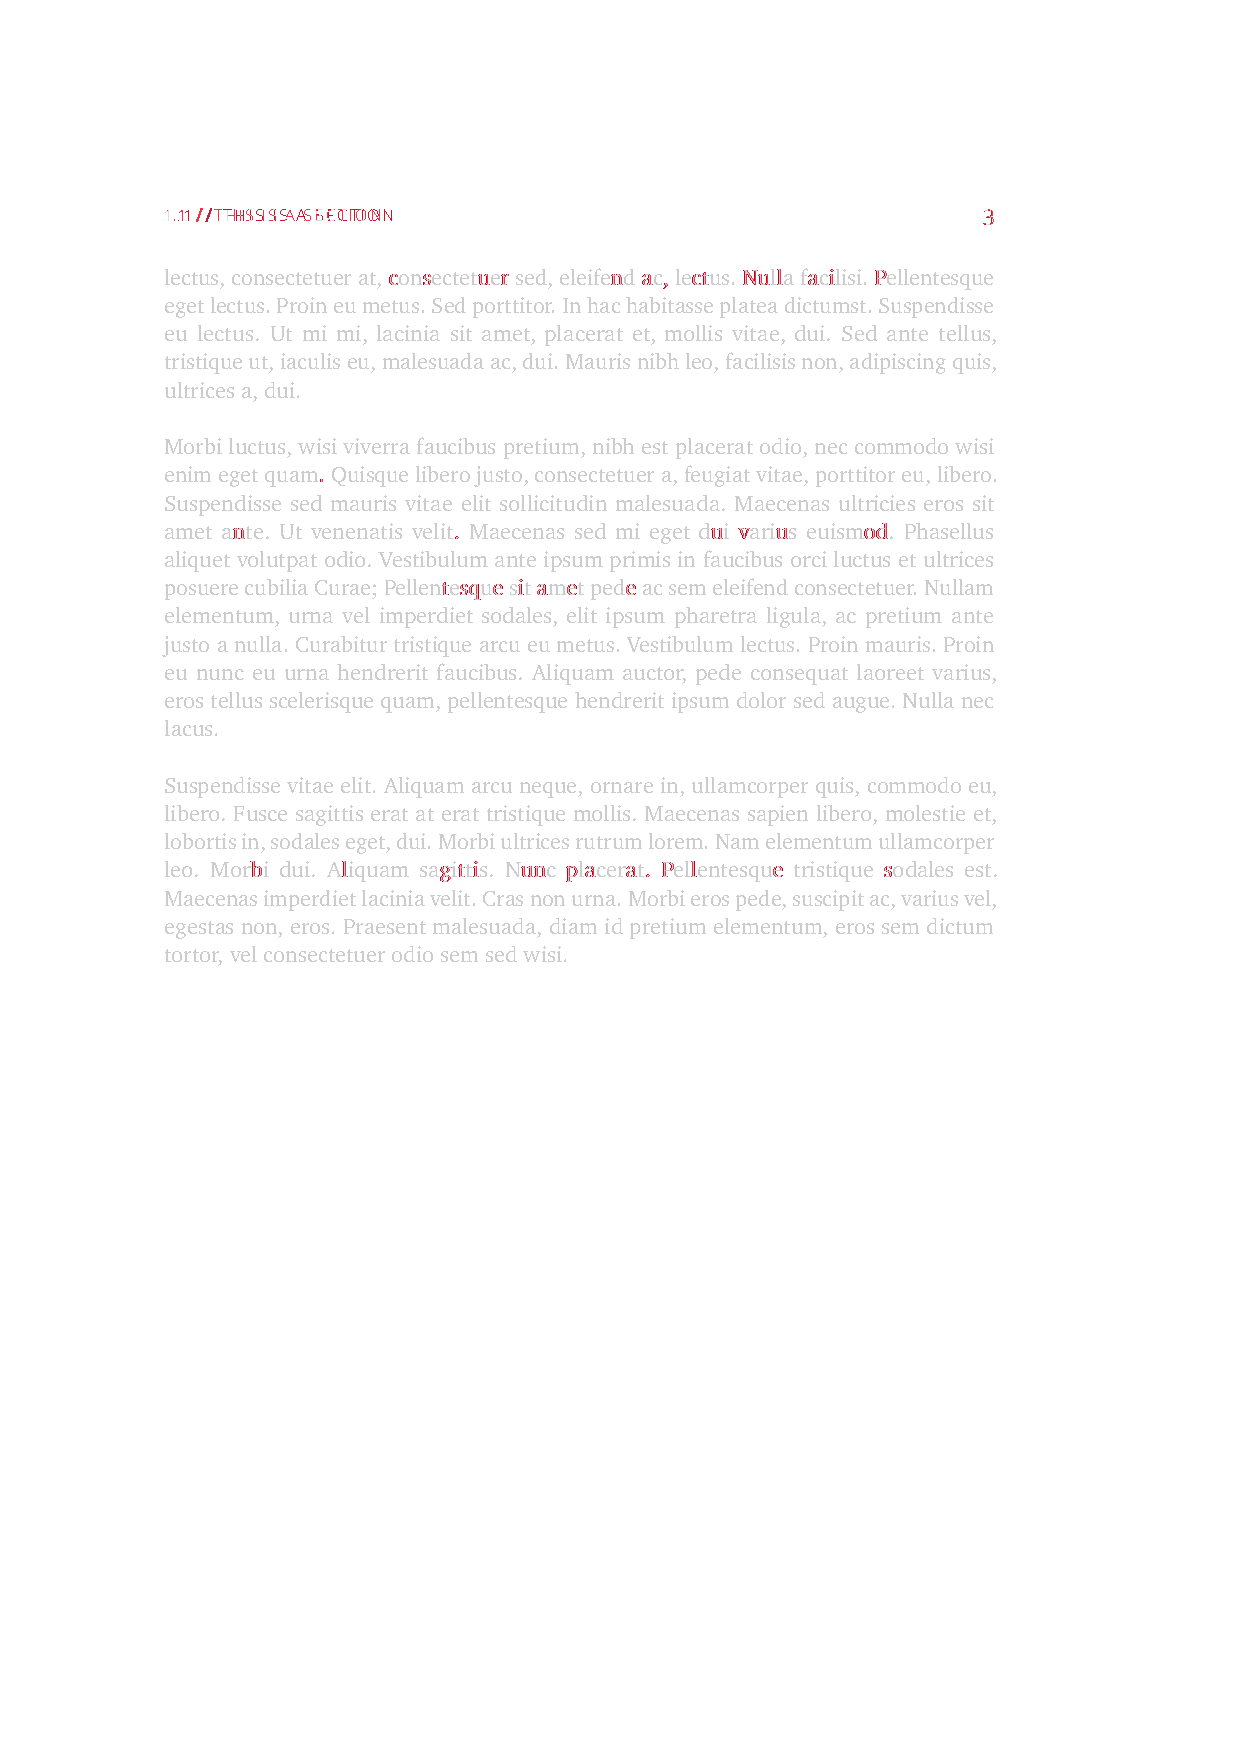 1.1 // THIS IS A SECTION 3
lectus, consectetuer at, consectetuer sed, eleifend ac, lectus. Nulla facilisi. Pellentesque
eget lectus. Proin eu metus. Sed porttitor. In hac habitasse platea dictumst. Suspendisse
eu lectus. Ut mi mi, lacinia sit amet, placerat et, mollis vitae, dui. Sed ante tellus,
tristique ut, iaculis eu, malesuada ac, dui. Mauris nibh leo, facilisis non, adipiscing quis,
ultrices a, dui.
Morbi luctus, wisi viverra faucibus pretium, nibh est placerat odio, nec commodo wisi
enim eget quam. Quisque libero justo, consectetuer a, feugiat vitae, porttitor eu, libero.
Suspendisse sed mauris vitae elit sollicitudin malesuada. Maecenas ultricies eros sit
amet ante. Ut venenatis velit. Maecenas sed mi eget dui varius euismod. Phasellus
aliquet volutpat odio. Vestibulum ante ipsum primis in faucibus orci luctus et ultrices
posuere cubilia Curae; Pellentesque sit amet pede ac sem eleifend consectetuer. Nullam
elementum, urna vel imperdiet sodales, elit ipsum pharetra ligula, ac pretium ante
justo a nulla. Curabitur tristique arcu eu metus. Vestibulum lectus. Proin mauris. Proin
eu nunc eu urna hendrerit faucibus. Aliquam auctor, pede consequat laoreet varius,
eros tellus scelerisque quam, pellentesque hendrerit ipsum dolor sed augue. Nulla nec
lacus.
Suspendisse vitae elit. Aliquam arcu neque, ornare in, ullamcorper quis, commodo eu,
libero. Fusce sagittis erat at erat tristique mollis. Maecenas sapien libero, molestie et,
lobortis in, sodales eget, dui. Morbi ultrices rutrum lorem. Nam elementum ullamcorper
leo. Morbi dui. Aliquam sagittis. Nunc placerat. Pellentesque tristique sodales est.
Maecenas imperdiet lacinia velit. Cras non urna. Morbi eros pede, suscipit ac, varius vel,
egestas non, eros. Praesent malesuada, diam id pretium elementum, eros sem dictum
tortor, vel consectetuer odio sem sed wisi.